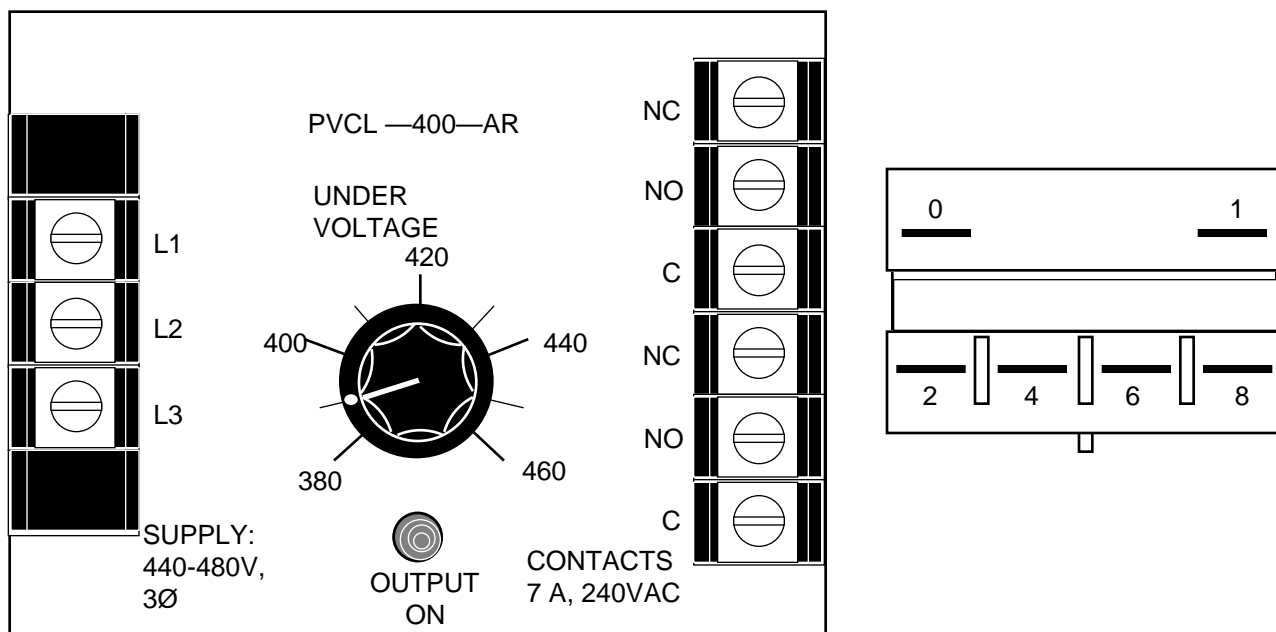 PVCL —400—AR
UNDER
VOLTAGE
420
400
440
380
460
L1
L2
L3
SUPPLY:
440-480V,
3Ø
OUTPUT
ON
NC
NO
C
NC
NO
C
CONTACTS
7 A, 240VAC
0
1
2
4
6
8